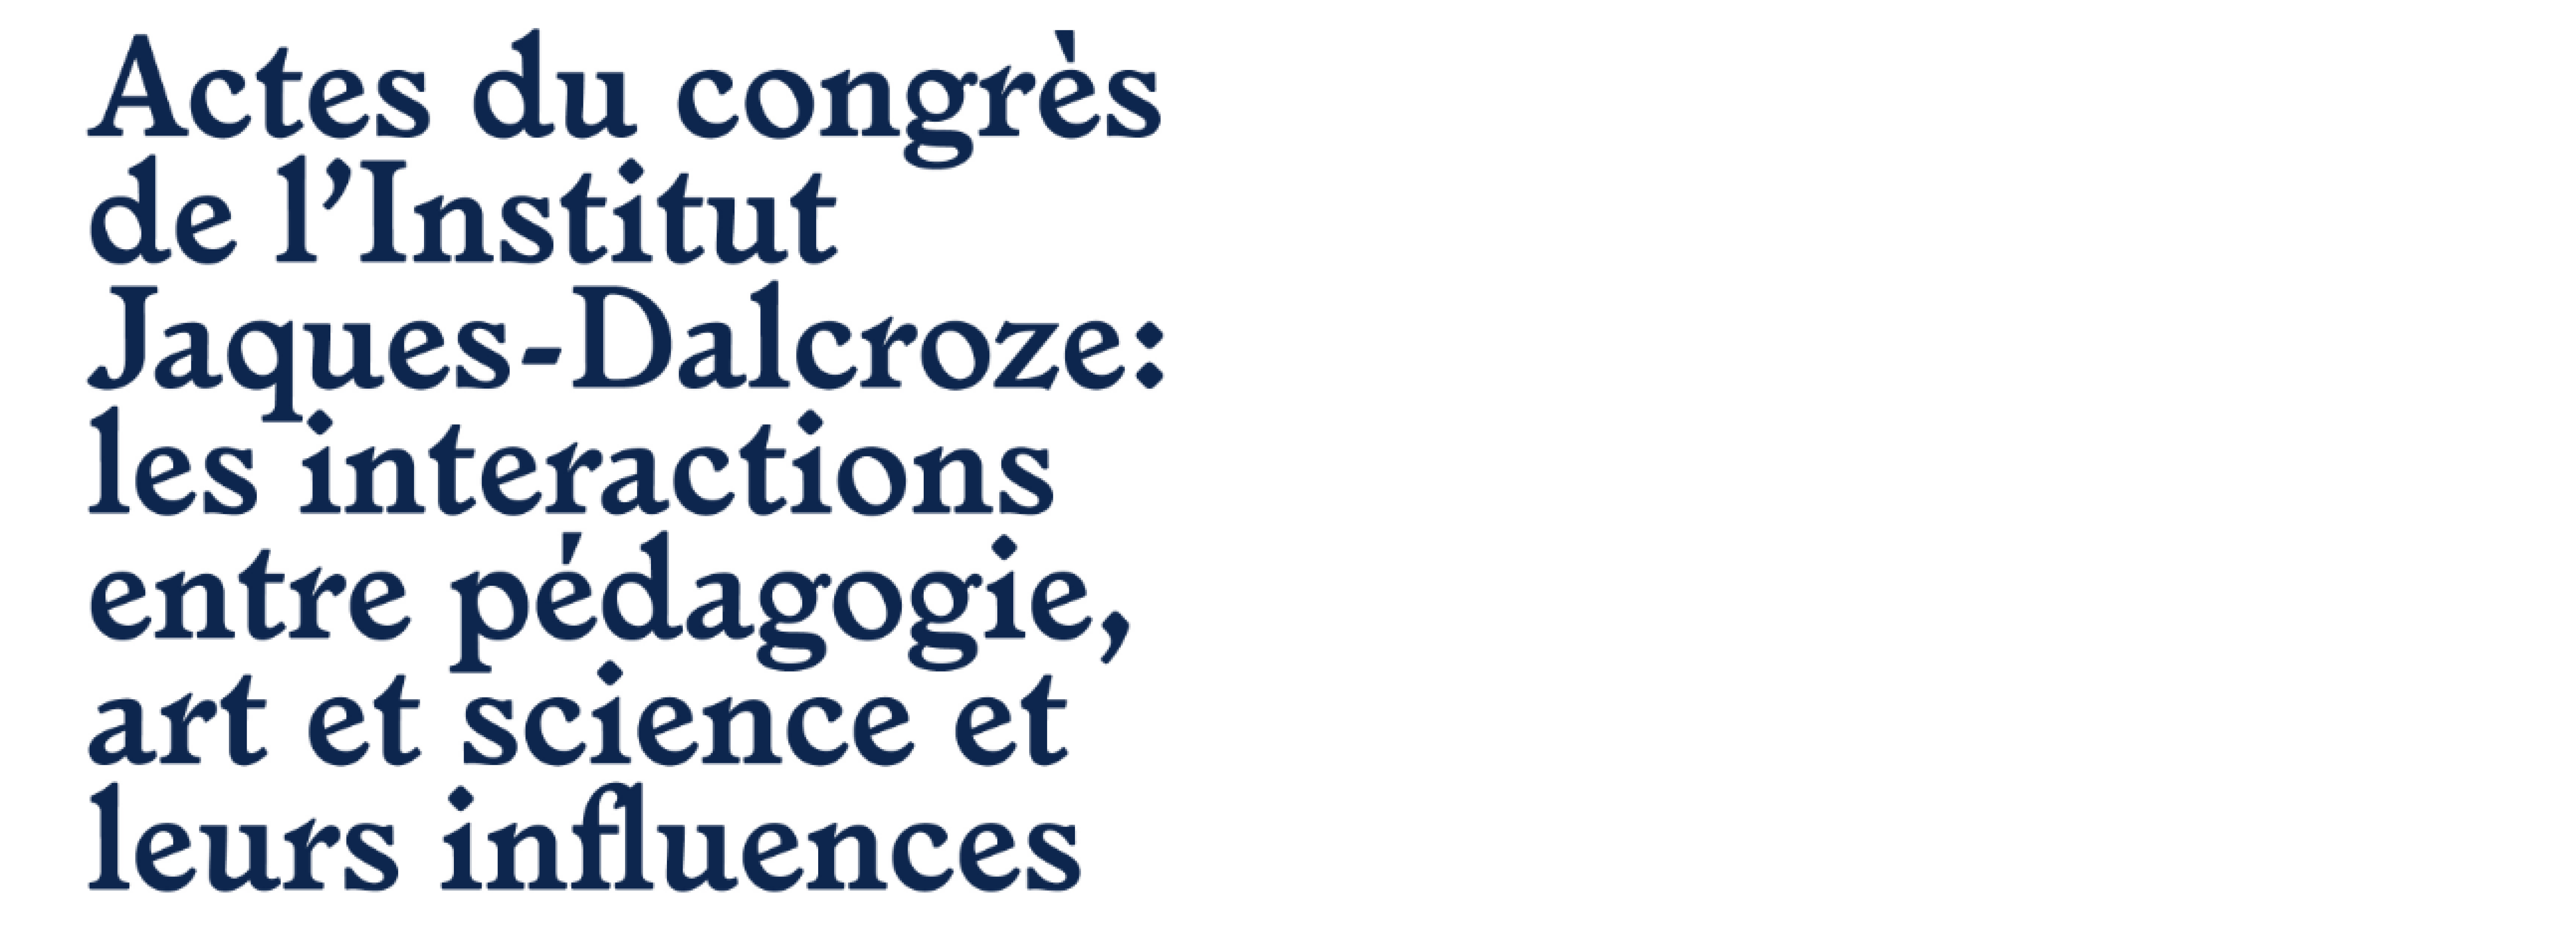 Actes du congrès
de l’Institut
Jaques-Dalcroze:
les interactions
entre pédagogie,
art et science et
leurs influences